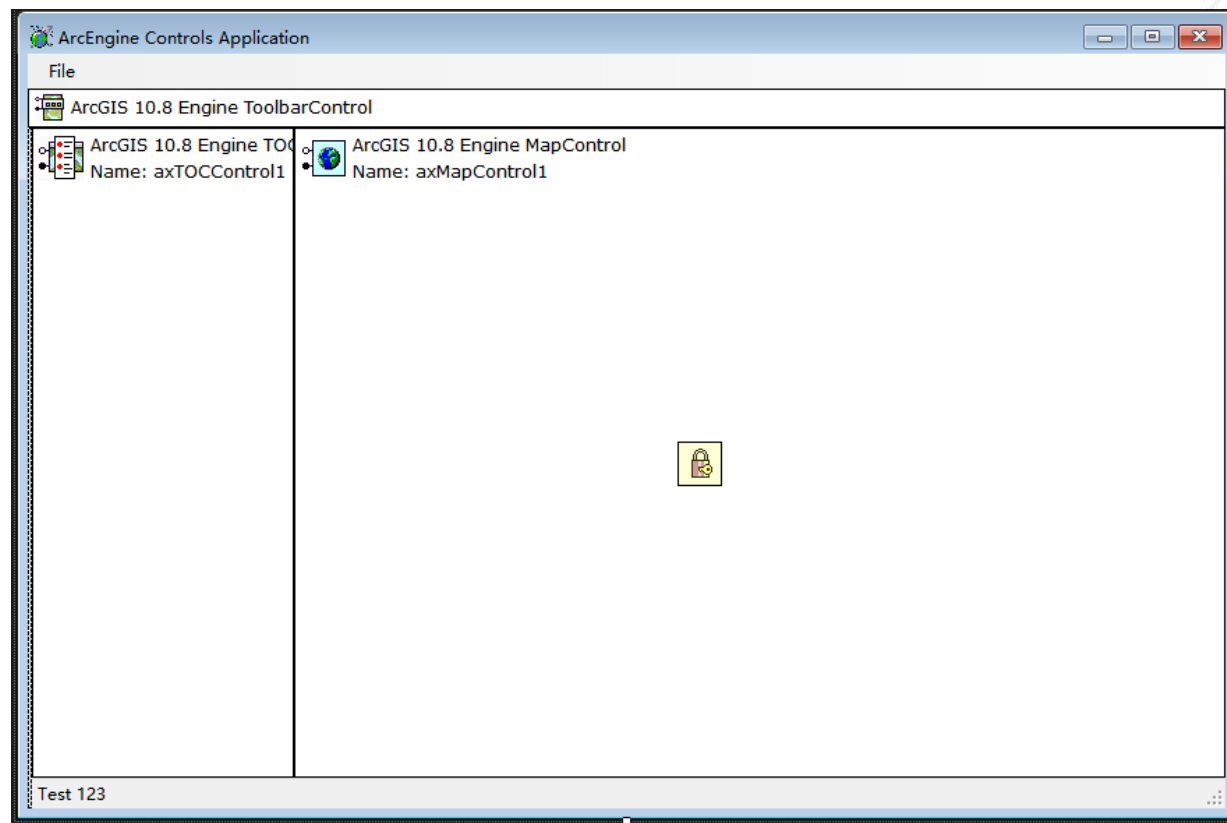 ArcEngine Controls Application
File
ArcGIS 10.8 Engine ToolbarControl
ArcGIS 10.8 Engine TOC
Name: axTOCControl1
ArcGIS 10.8 Engine MapControl
Name: axMapControl1
Test 123